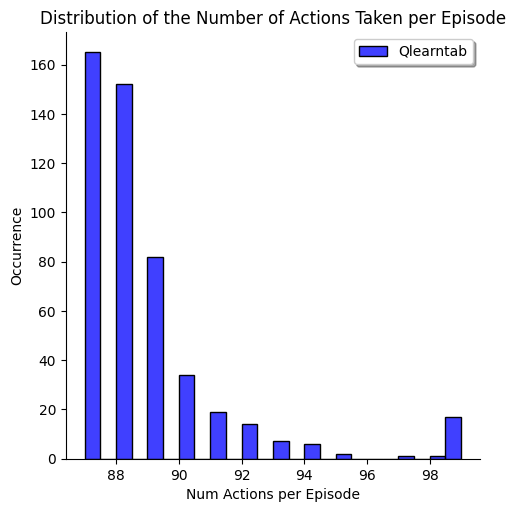 Distribution of the Number of Actions Taken per Episode
Qlearntab
160
140
120
100
80
60
40
20
0
Occurrence
88 90 92 94 96 98
Num Actions per Episode